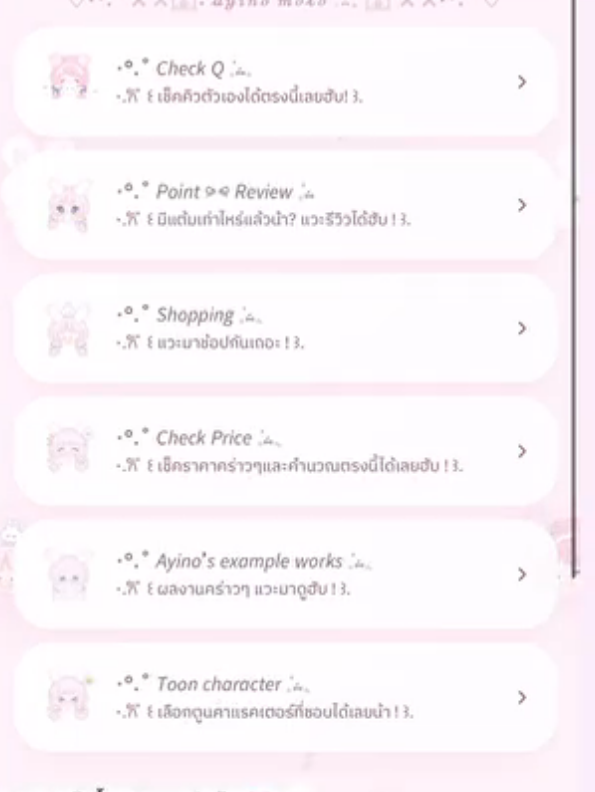 ayino moko
Check Q
เช็คคิวตัวเองได้ตรงนี้เลยฮับ!
Point Review
มีแต้มเท่าไหร่แล้วน้า? แวะรีวิวได้ฮับ !
Shopping
แวะมาช้อปกันเถอะ !
Check Price
เช็คราคาคร่าวๆและคำนวณตรงนี้ได้เลยฮับ !
Ayino's example works
ผลงานคร่าวๆ แวะมาดูฮับ !
Toon character
เลือกดูนคาแรคเตอร์ที่ชอบได้เลยน้า !